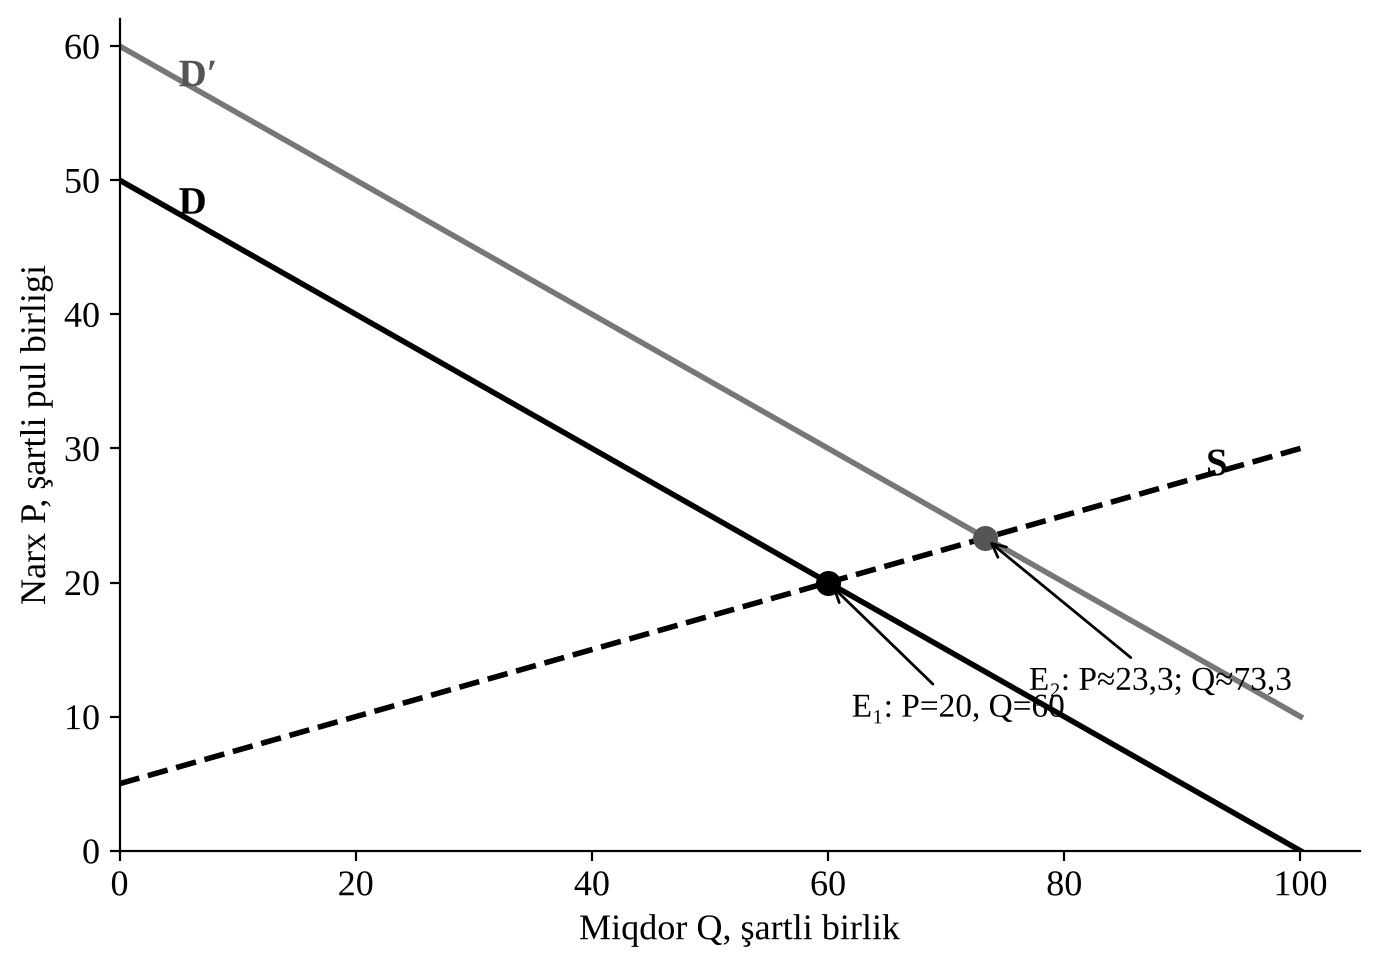 60
50
40
30
20
10
0
Narx P, şartli pul birligi
D′
D
S
E₂: P≈23,3; Q≈73,3
E₁: P=20, Q=60
0
20
40
60
80
100
Miqdor Q, şartli birlik